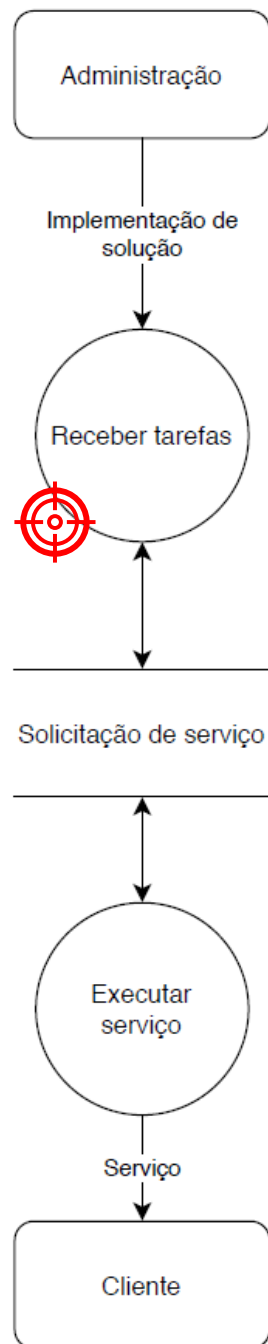 Administração
Implementação de
solução
Receber tarefas
Solicitação de serviço
Executar
serviço
Serviço
Cliente